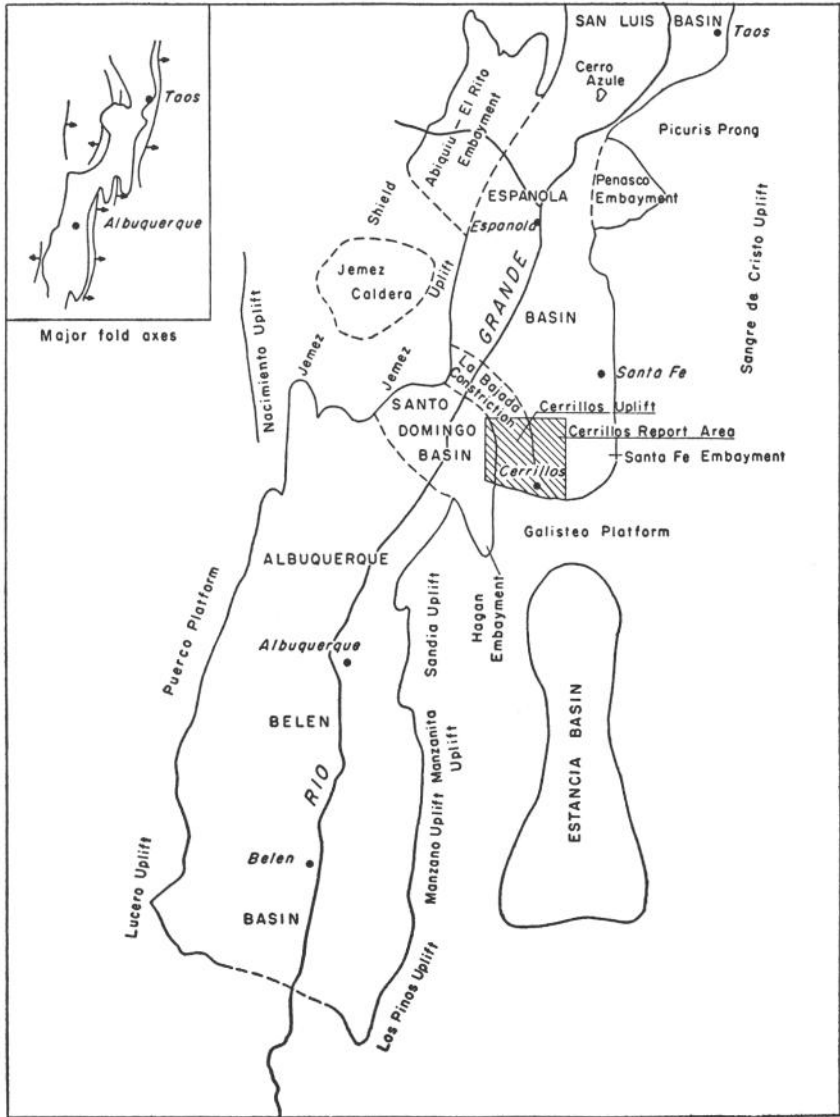 SAN LUIS BASIN
Taos
Cerro
Azule
Taos
Abiquiu – El Rito
Embayment
Picuris Prong
Penasco
Embayment
ESPANOLA
Espanola
Shield
Albuquerque
Jemez
Caldera
Uplift
GRANDE
BASIN
Sangre de Cristo Uplift
Major fold axes
Nacimiento Uplift
Jemez
Jemez
La Bajada
Constriction
Santa Fe
SANTO
DOMINGO
BASIN
Cerrillos Uplift
Cerrillos Report Area
Santa Fe Embayment
Cerrillos
Galisteo Platform
ALBUQUERQUE
Hagan
Embayment
Puerco Platform
Sandia Uplift
Albuquerque
BELEN
RIO
Manzano Uplift Manzanita
Uplift
ESTANCIA BASIN
Belen
Lucero Uplift
BASIN
Los Pinos Uplift